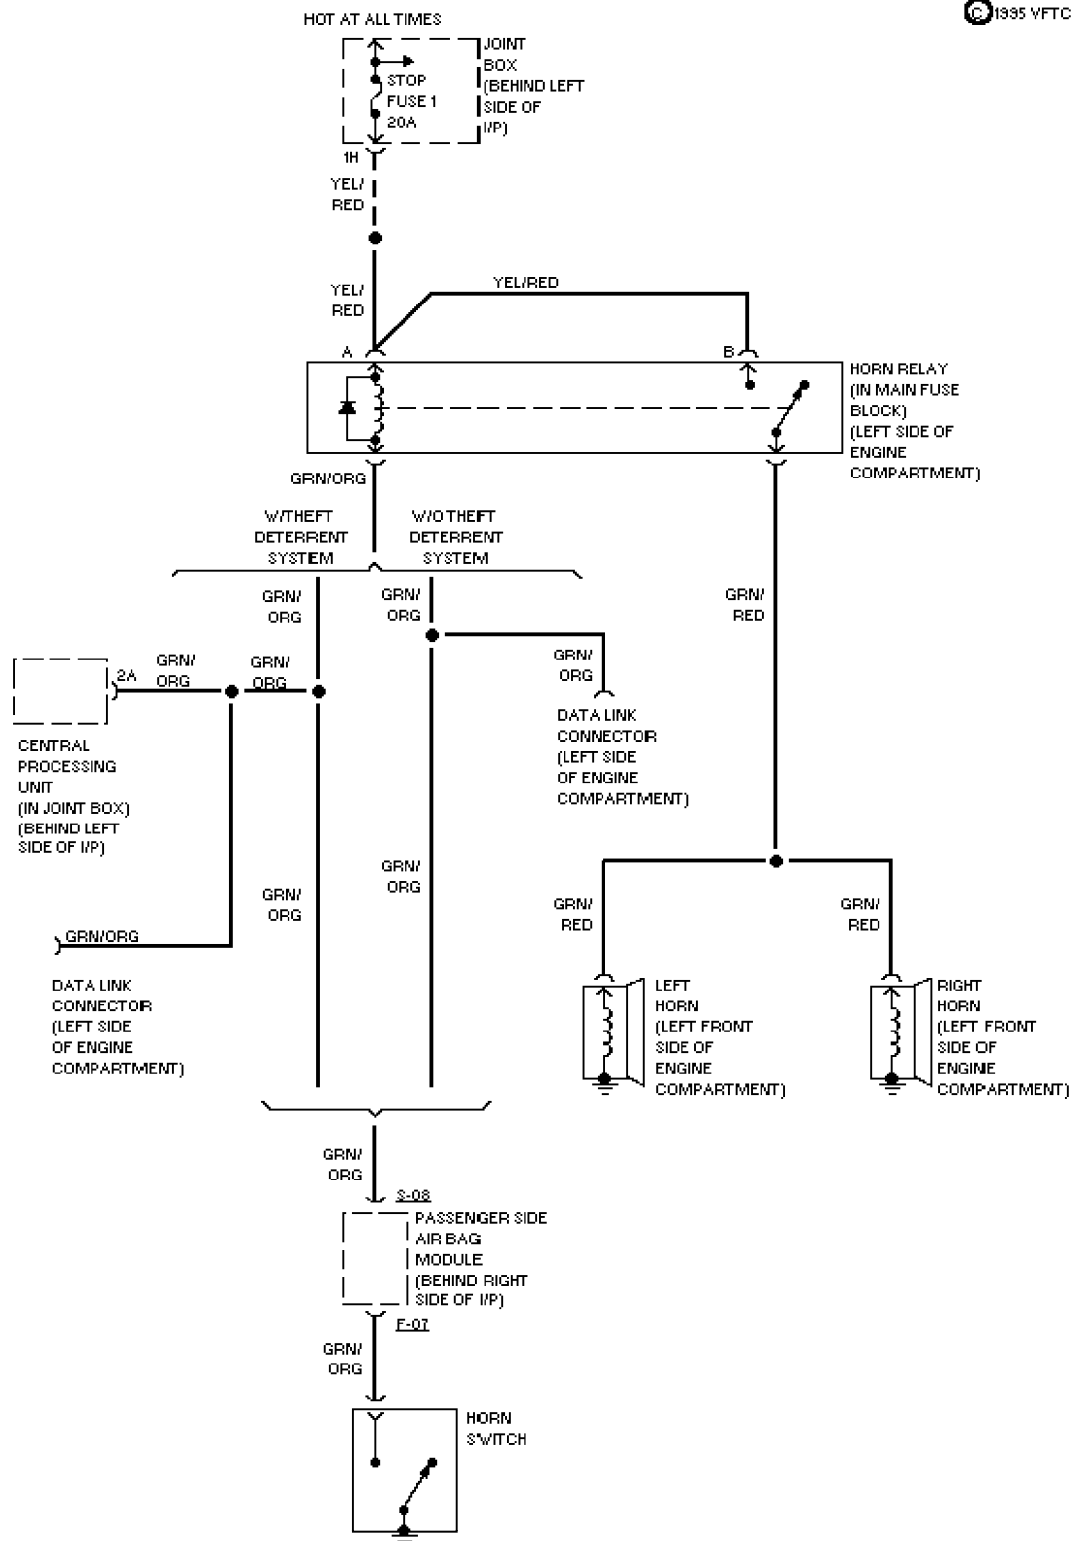 © 1995 VFTC
HOT AT ALL TIMES
JOINT
BOX
(BEHIND LEFT
SIDE OF
I/P)
STOP
FUSE 1
20A
1H
YEL/
RED
YEL/
RED
YEL/RED
A
B
HORN RELAY
(IN MAIN FUSE
BLOCK)
(LEFT SIDE OF
ENGINE
COMPARTMENT)
GRN/ORG
W/THEFT
DETERRENT
SYSTEM
W/O THEFT
DETERRENT
SYSTEM
GRN/
ORG
GRN/
ORG
GRN/
RED
2A
GRN/
ORG
GRN/
ORG
GRN/
ORG
CENTRAL
PROCESSING
UNIT
(IN JOINT BOX)
(BEHIND LEFT
SIDE OF I/P)
DATA LINK
CONNECTOR
(LEFT SIDE
OF ENGINE
COMPARTMENT)
GRN/
ORG
GRN/
ORG
GRN/
RED
GRN/
RED
GRN/ORG
DATA LINK
CONNECTOR
(LEFT SIDE
OF ENGINE
COMPARTMENT)
LEFT
HORN
(LEFT FRONT
SIDE OF
ENGINE
COMPARTMENT)
RIGHT
HORN
(LEFT FRONT
SIDE OF
ENGINE
COMPARTMENT)
GRN/
ORG
S-08
PASSENGER SIDE
AIR BAG
MODULE
(BEHIND RIGHT
SIDE OF I/P)
F-07
GRN/
ORG
HORN
SWITCH